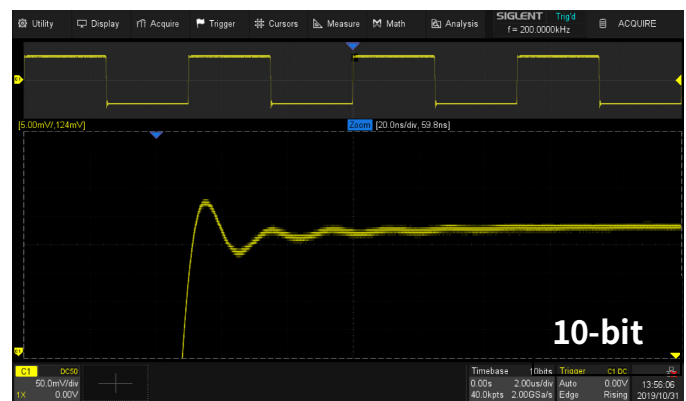 Utility Display Acquire Trigger Cursors Measure Math Analysis SIGLENT Trig'd ACQUIRE
f = 200.0000kHz
C1
[5.00mV/,124mV] Zoom [20.0ns/div, 59.8ns]
10-bit
C1
C1 DC50 Timebase 10bits Trigger C1 DC
50.0mV/div 0.00s 2.00us/div Auto 0.00V 13:56:06
1X 0.00V 40.0kpts 2.00GSa/s Edge Rising 2019/10/31